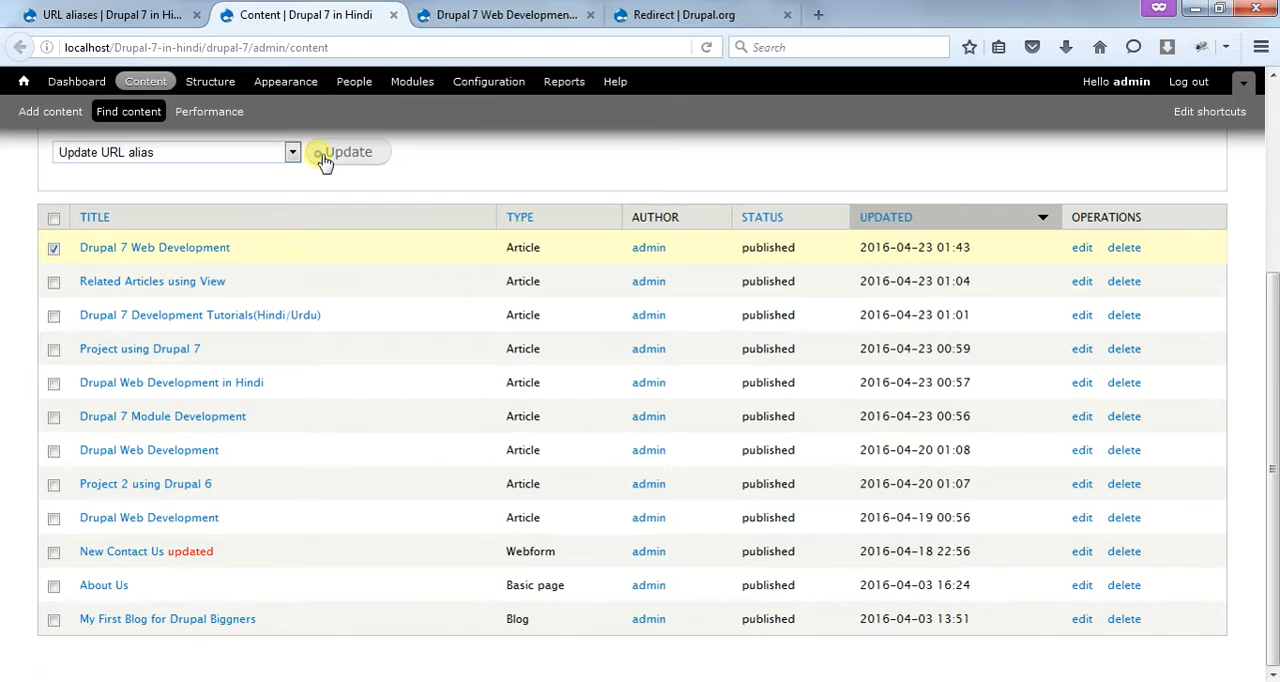 URL aliases | Drupal 7 in Hi... × Content | Drupal 7 in Hindi × Drupal 7 Web Developmen... × Redirect | Drupal.org × +
localhost/Drupal-7-in-hindi/drupal-7/admin/content Search
Dashboard Content Structure Appearance People Modules Configuration Reports Help Hello admin Log out
Add content Find content Performance Edit shortcuts
Update URL alias Update
TITLE TYPE AUTHOR STATUS UPDATED OPERATIONS
Drupal 7 Web Development Article admin published 2016-04-23 01:43 edit delete
Related Articles using View Article admin published 2016-04-23 01:04 edit delete
Drupal 7 Development Tutorials(Hindi/Urdu) Article admin published 2016-04-23 01:01 edit delete
Project using Drupal 7 Article admin published 2016-04-23 00:59 edit delete
Drupal Web Development in Hindi Article admin published 2016-04-23 00:57 edit delete
Drupal 7 Module Development Article admin published 2016-04-23 00:56 edit delete
Drupal Web Development Article admin published 2016-04-20 01:08 edit delete
Project 2 using Drupal 6 Article admin published 2016-04-20 01:07 edit delete
Drupal Web Development Article admin published 2016-04-19 00:56 edit delete
New Contact Us updated Webform admin published 2016-04-18 22:56 edit delete
About Us Basic page admin published 2016-04-03 16:24 edit delete
My First Blog for Drupal Biggners Blog admin published 2016-04-03 13:51 edit delete